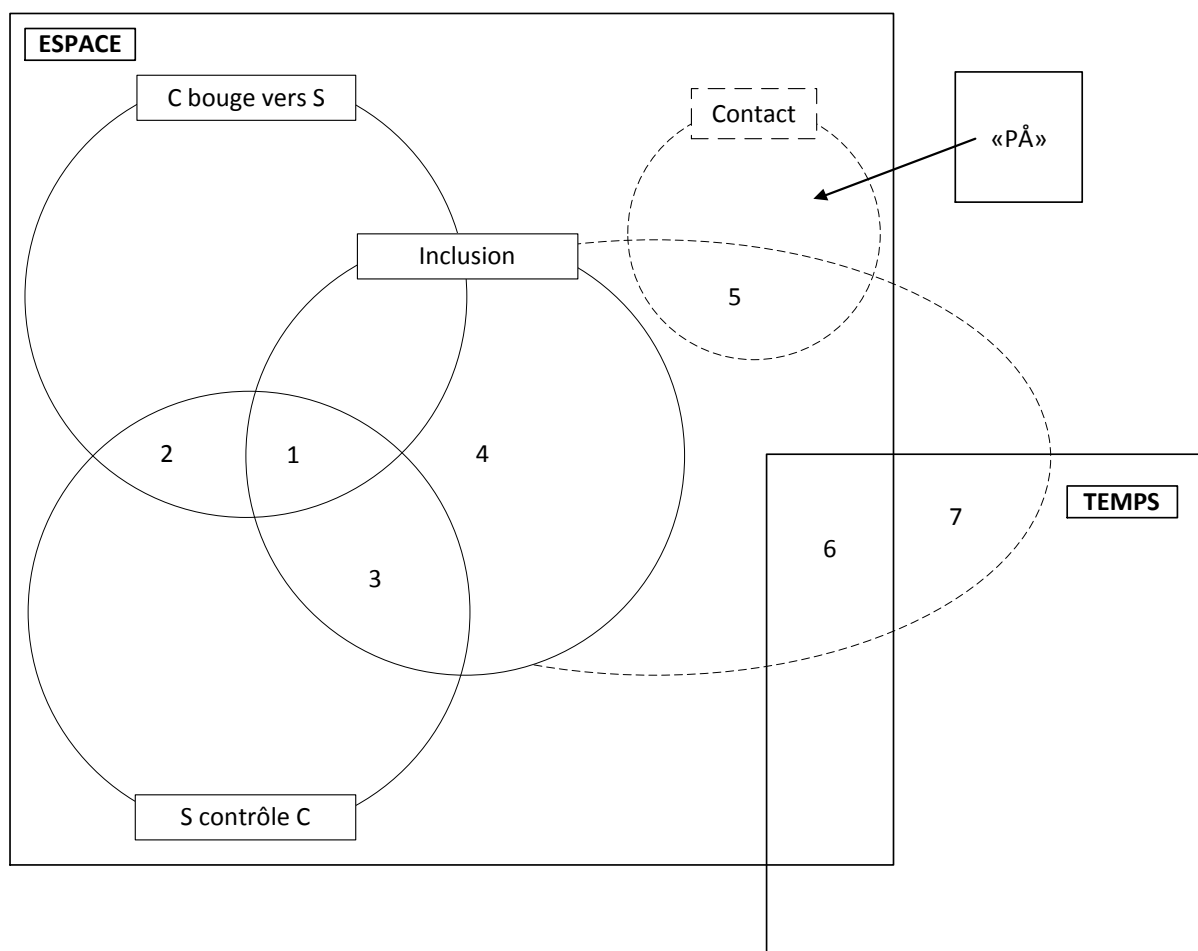 ESPACE
C bouge vers S
Contact
«PÅ»
Inclusion
5
2
1
4
TEMPS
7
6
3
S contrôle C